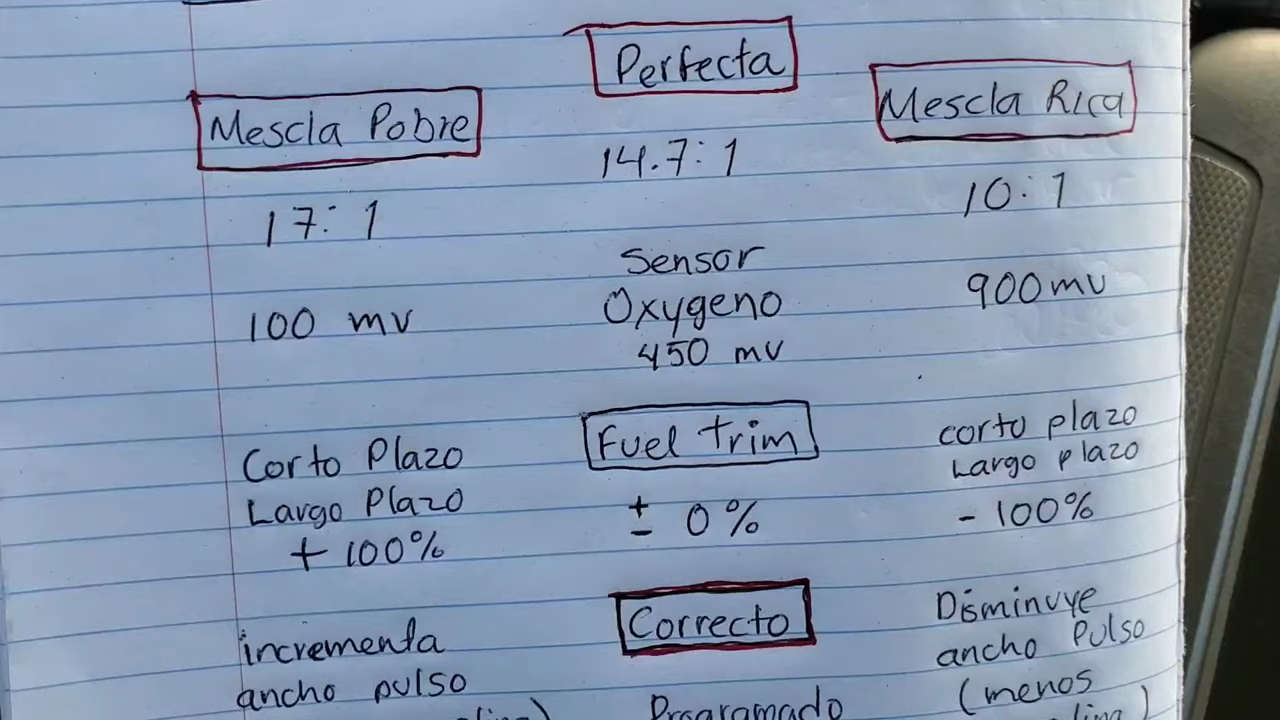 Perfecta
Mescla Pobre
Mescla Rica
14.7:1
17:1
10:1
Sensor
Oxygeno
450 mv
100 mv
900mv
Fuel trim
Corto Plazo
Largo Plazo
+ 100%
± 0%
corto plazo
Largo plazo
- 100%
Correcto
incrementa
ancho pulso
Disminuye
ancho Pulso
(menos
Programado